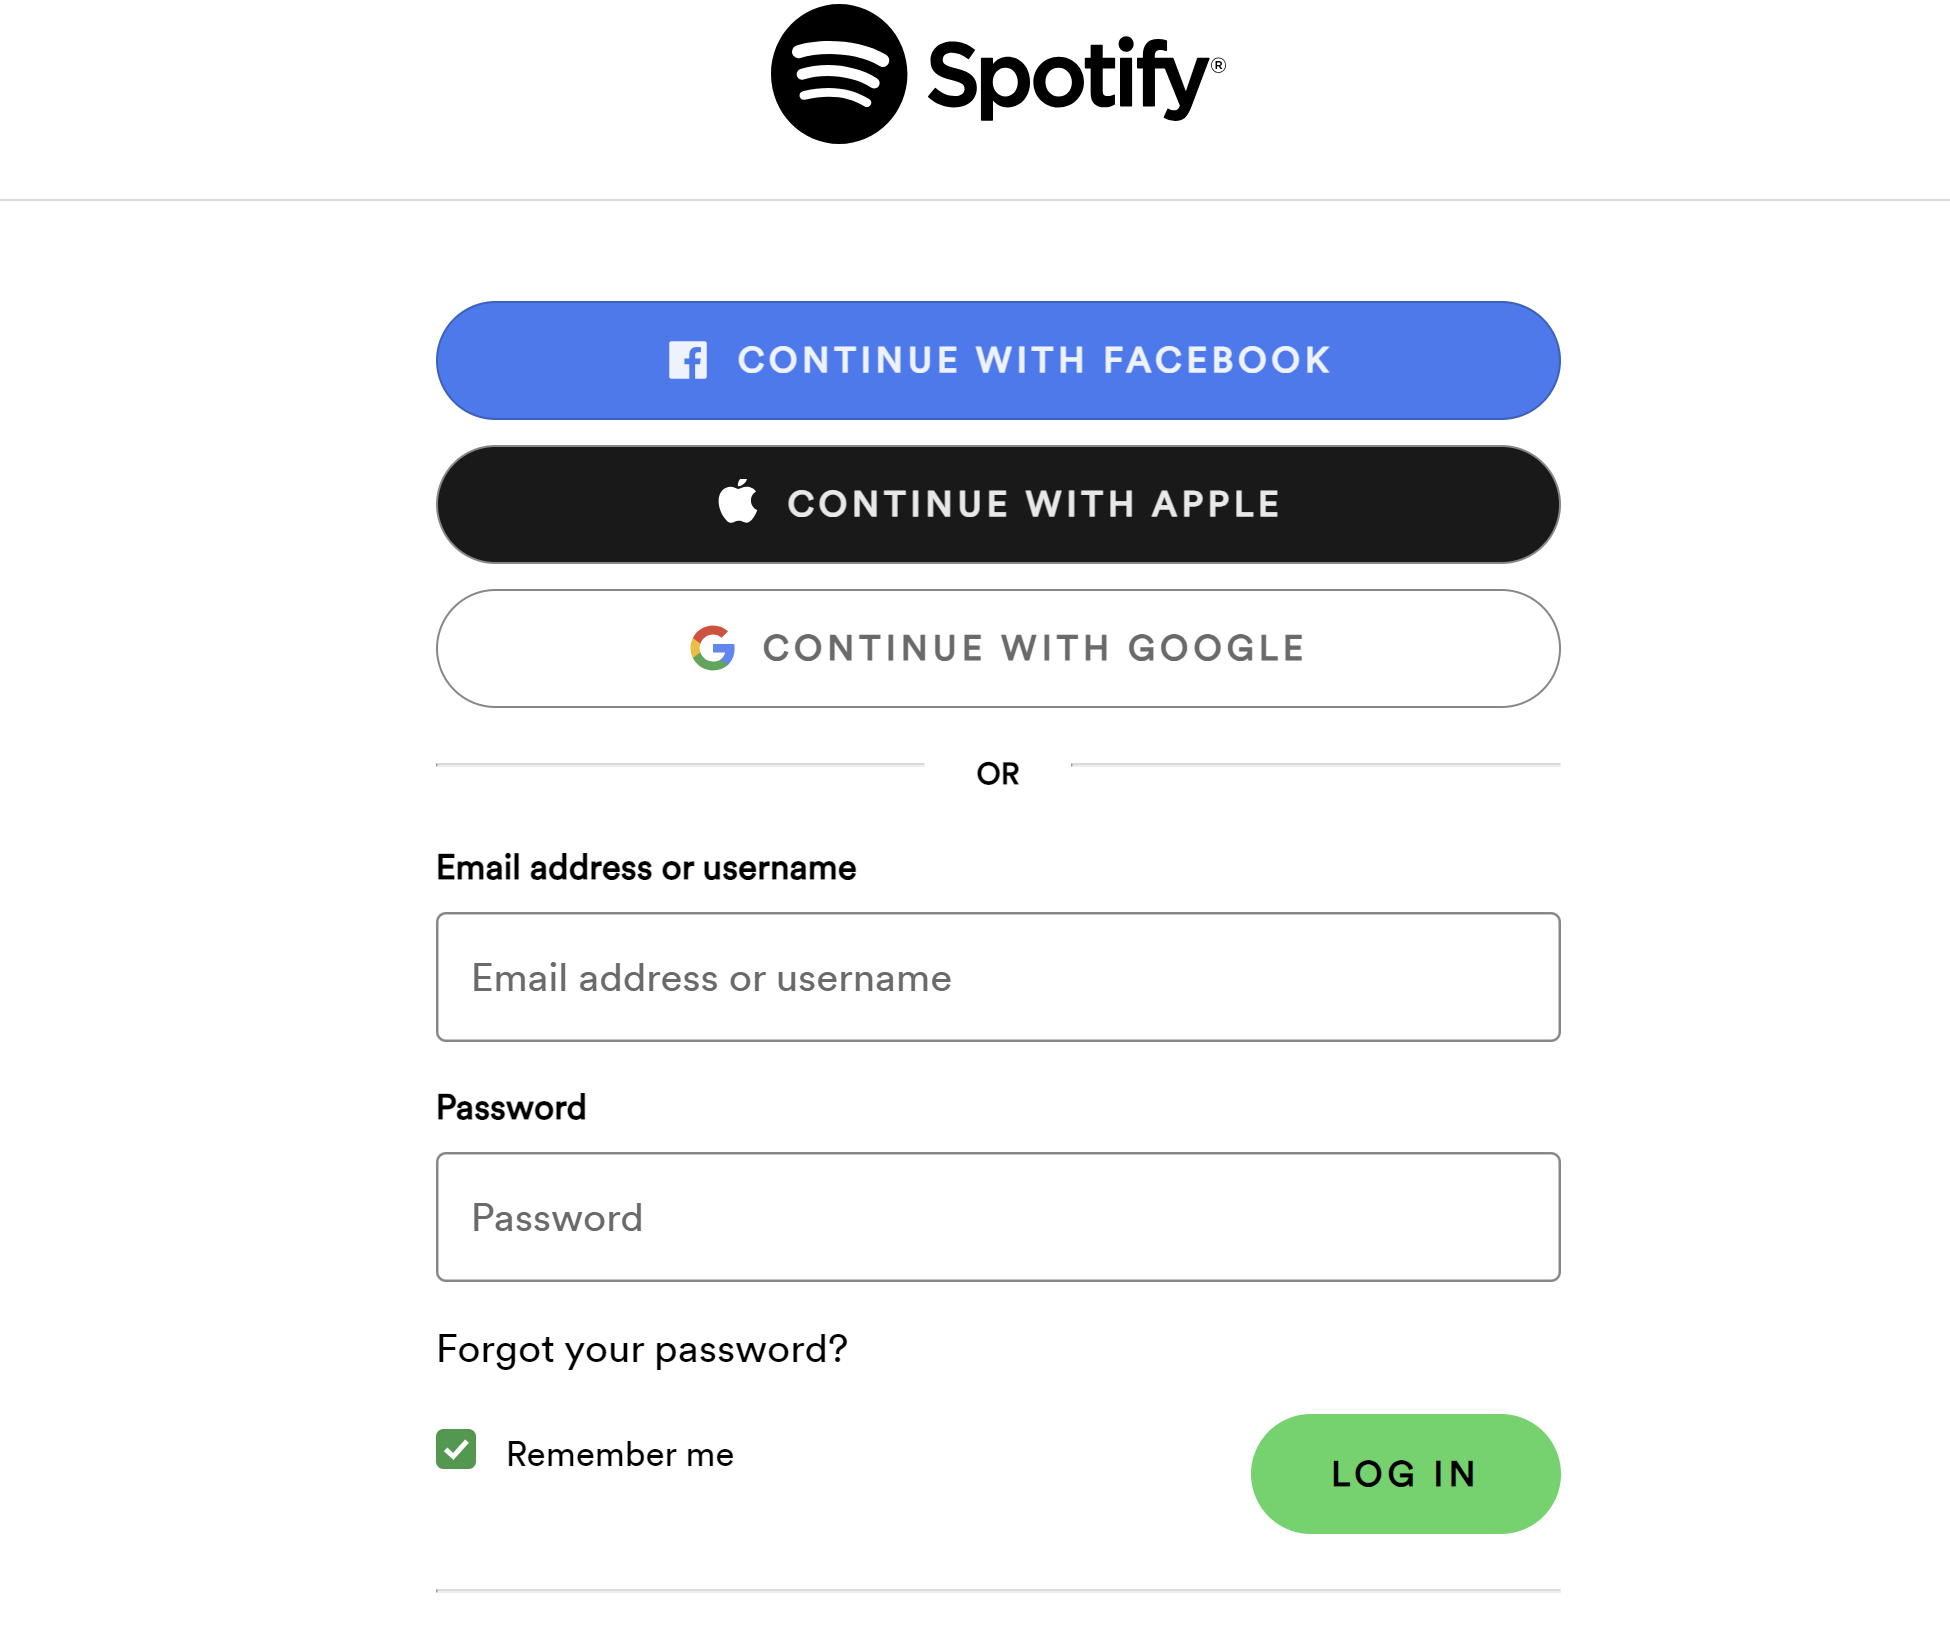 Spotify®
CONTINUE WITH FACEBOOK
CONTINUE WITH APPLE
CONTINUE WITH GOOGLE
OR
Email address or username
Email address or username
Password
Password
Forgot your password?
Remember me
LOG IN